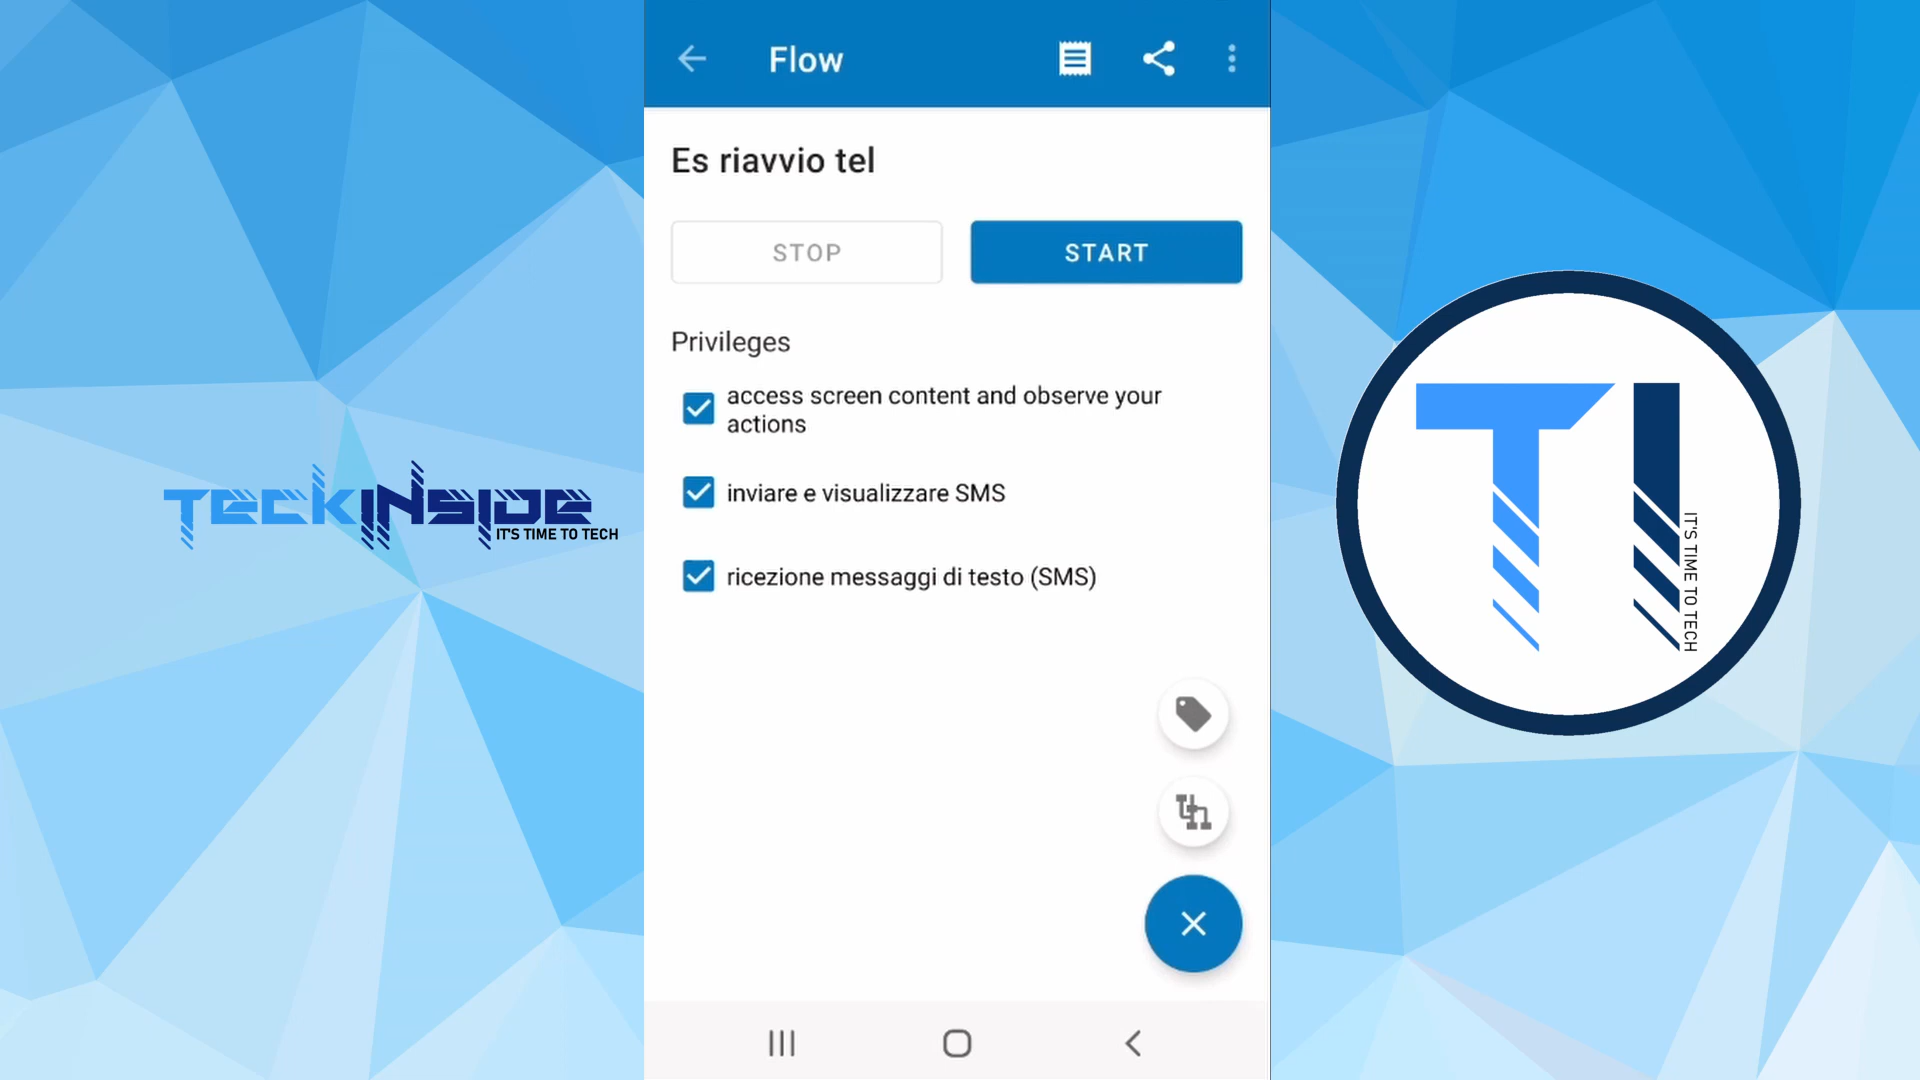 Flow
Es riavvio tel
STOP
START
Privileges
access screen content and observe your
actions
inviare e visualizzare SMS
ricezione messaggi di testo (SMS)
TECKINSIDE
IT'S TIME TO TECH
TI
IT'S TIME TO TECH